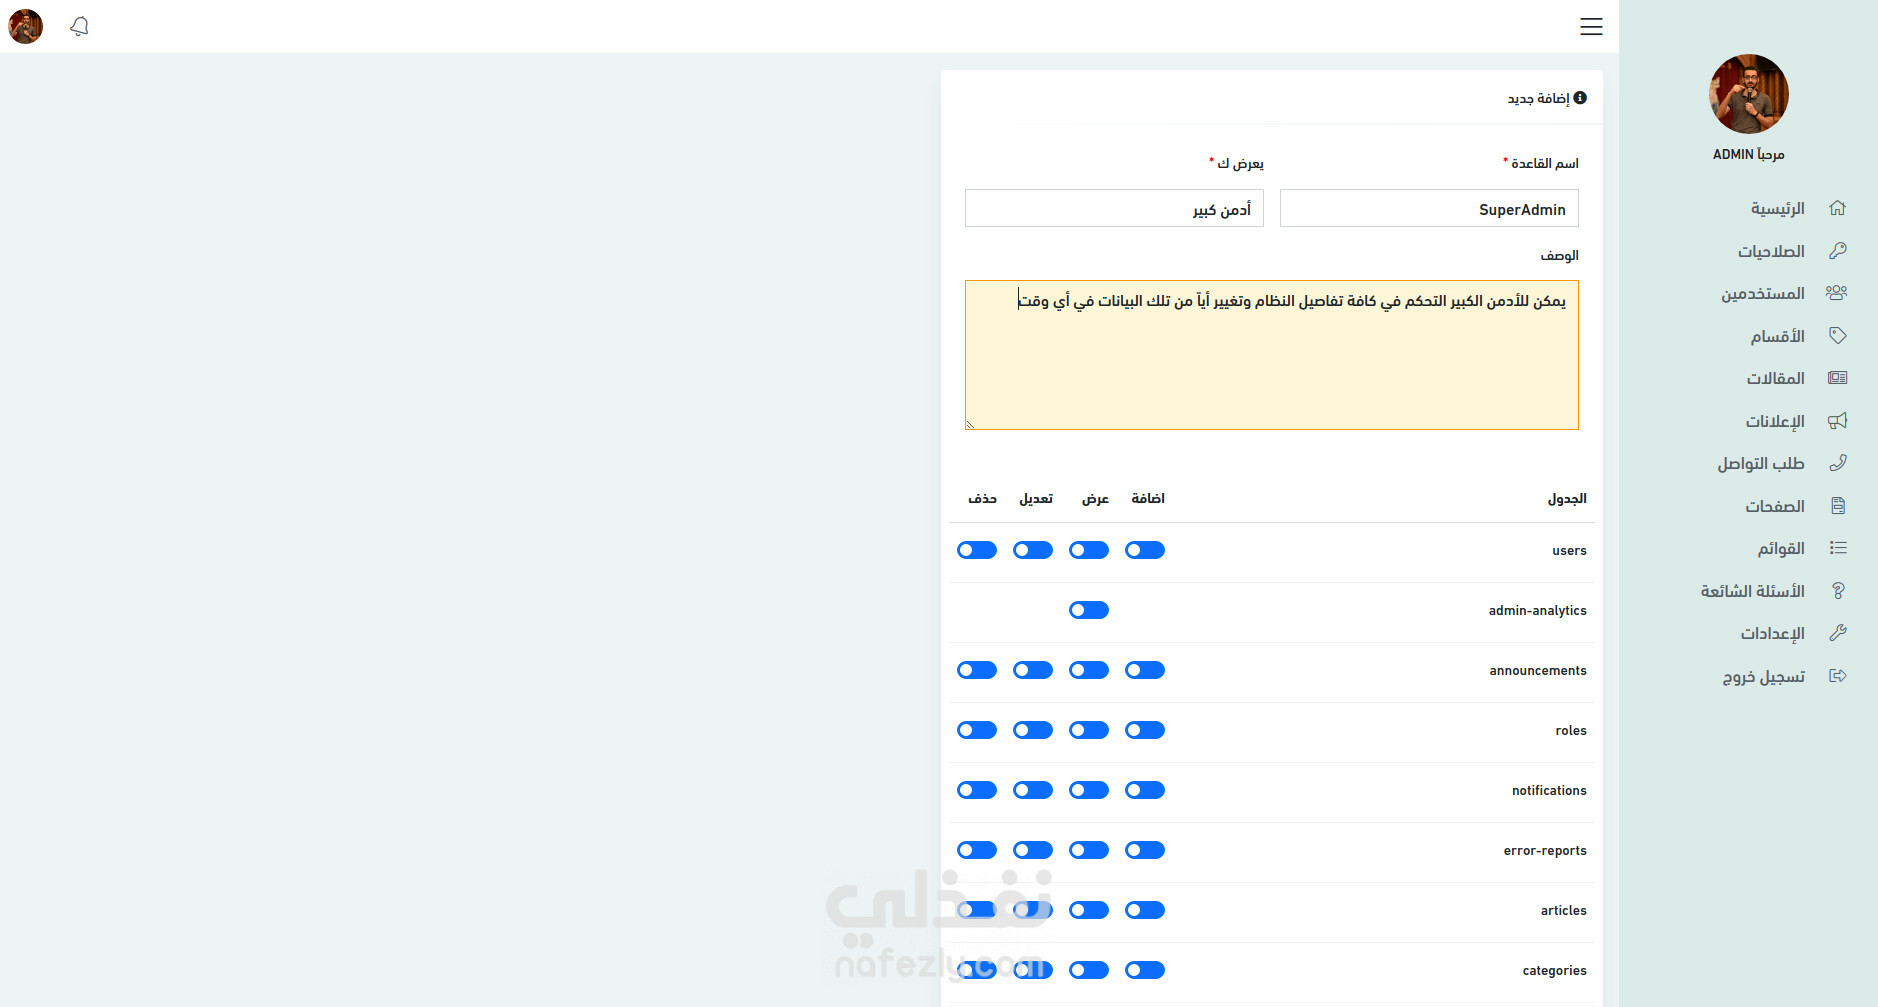 مرحباً ADMIN
الرئيسية
الصلاحيات
المستخدمين
الأقسام
المقالات
الإعلانات
طلب التواصل
الصفحات
القوائم
الأسئلة الشائعة
الإعدادات
تسجيل خروج
إضافة جديد
اسم القاعدة * يعرض ك *
SuperAdmin أدمن كبير
الوصف
يمكن للأدمن الكبير التحكم في كافة تفاصيل النظام وتغيير أياً من تلك البيانات في أي وقت
الجدول اضافة عرض تعديل حذف
users
admin-analytics
announcements
roles
notifications
error-reports
articles
categories
نفذلي
nafezly.com